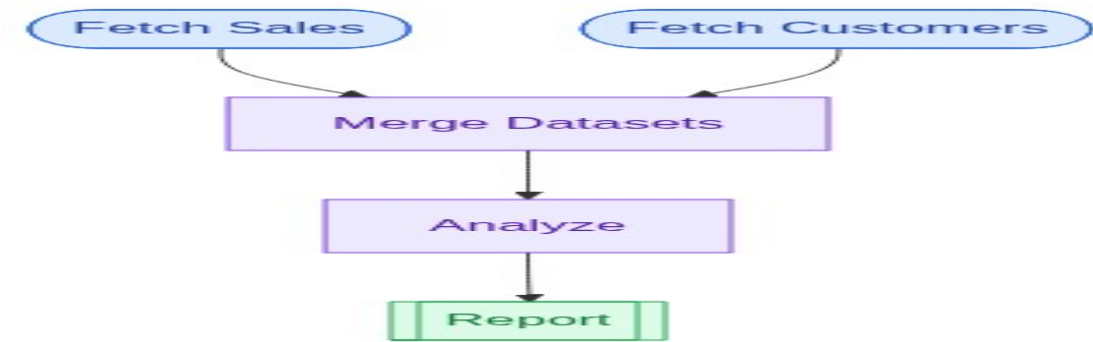 Fetch Sales
Fetch Customers
Merge Datasets
Analyze
Report